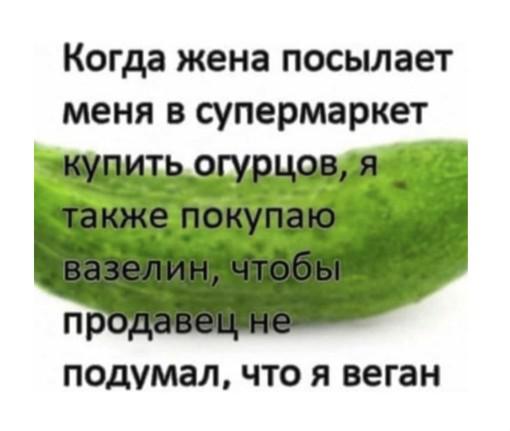 Когда жена посылает
меня в супермаркет
купить огурцов, я
также покупаю
вазелин, чтобы
продавец не
подумал, что я веган